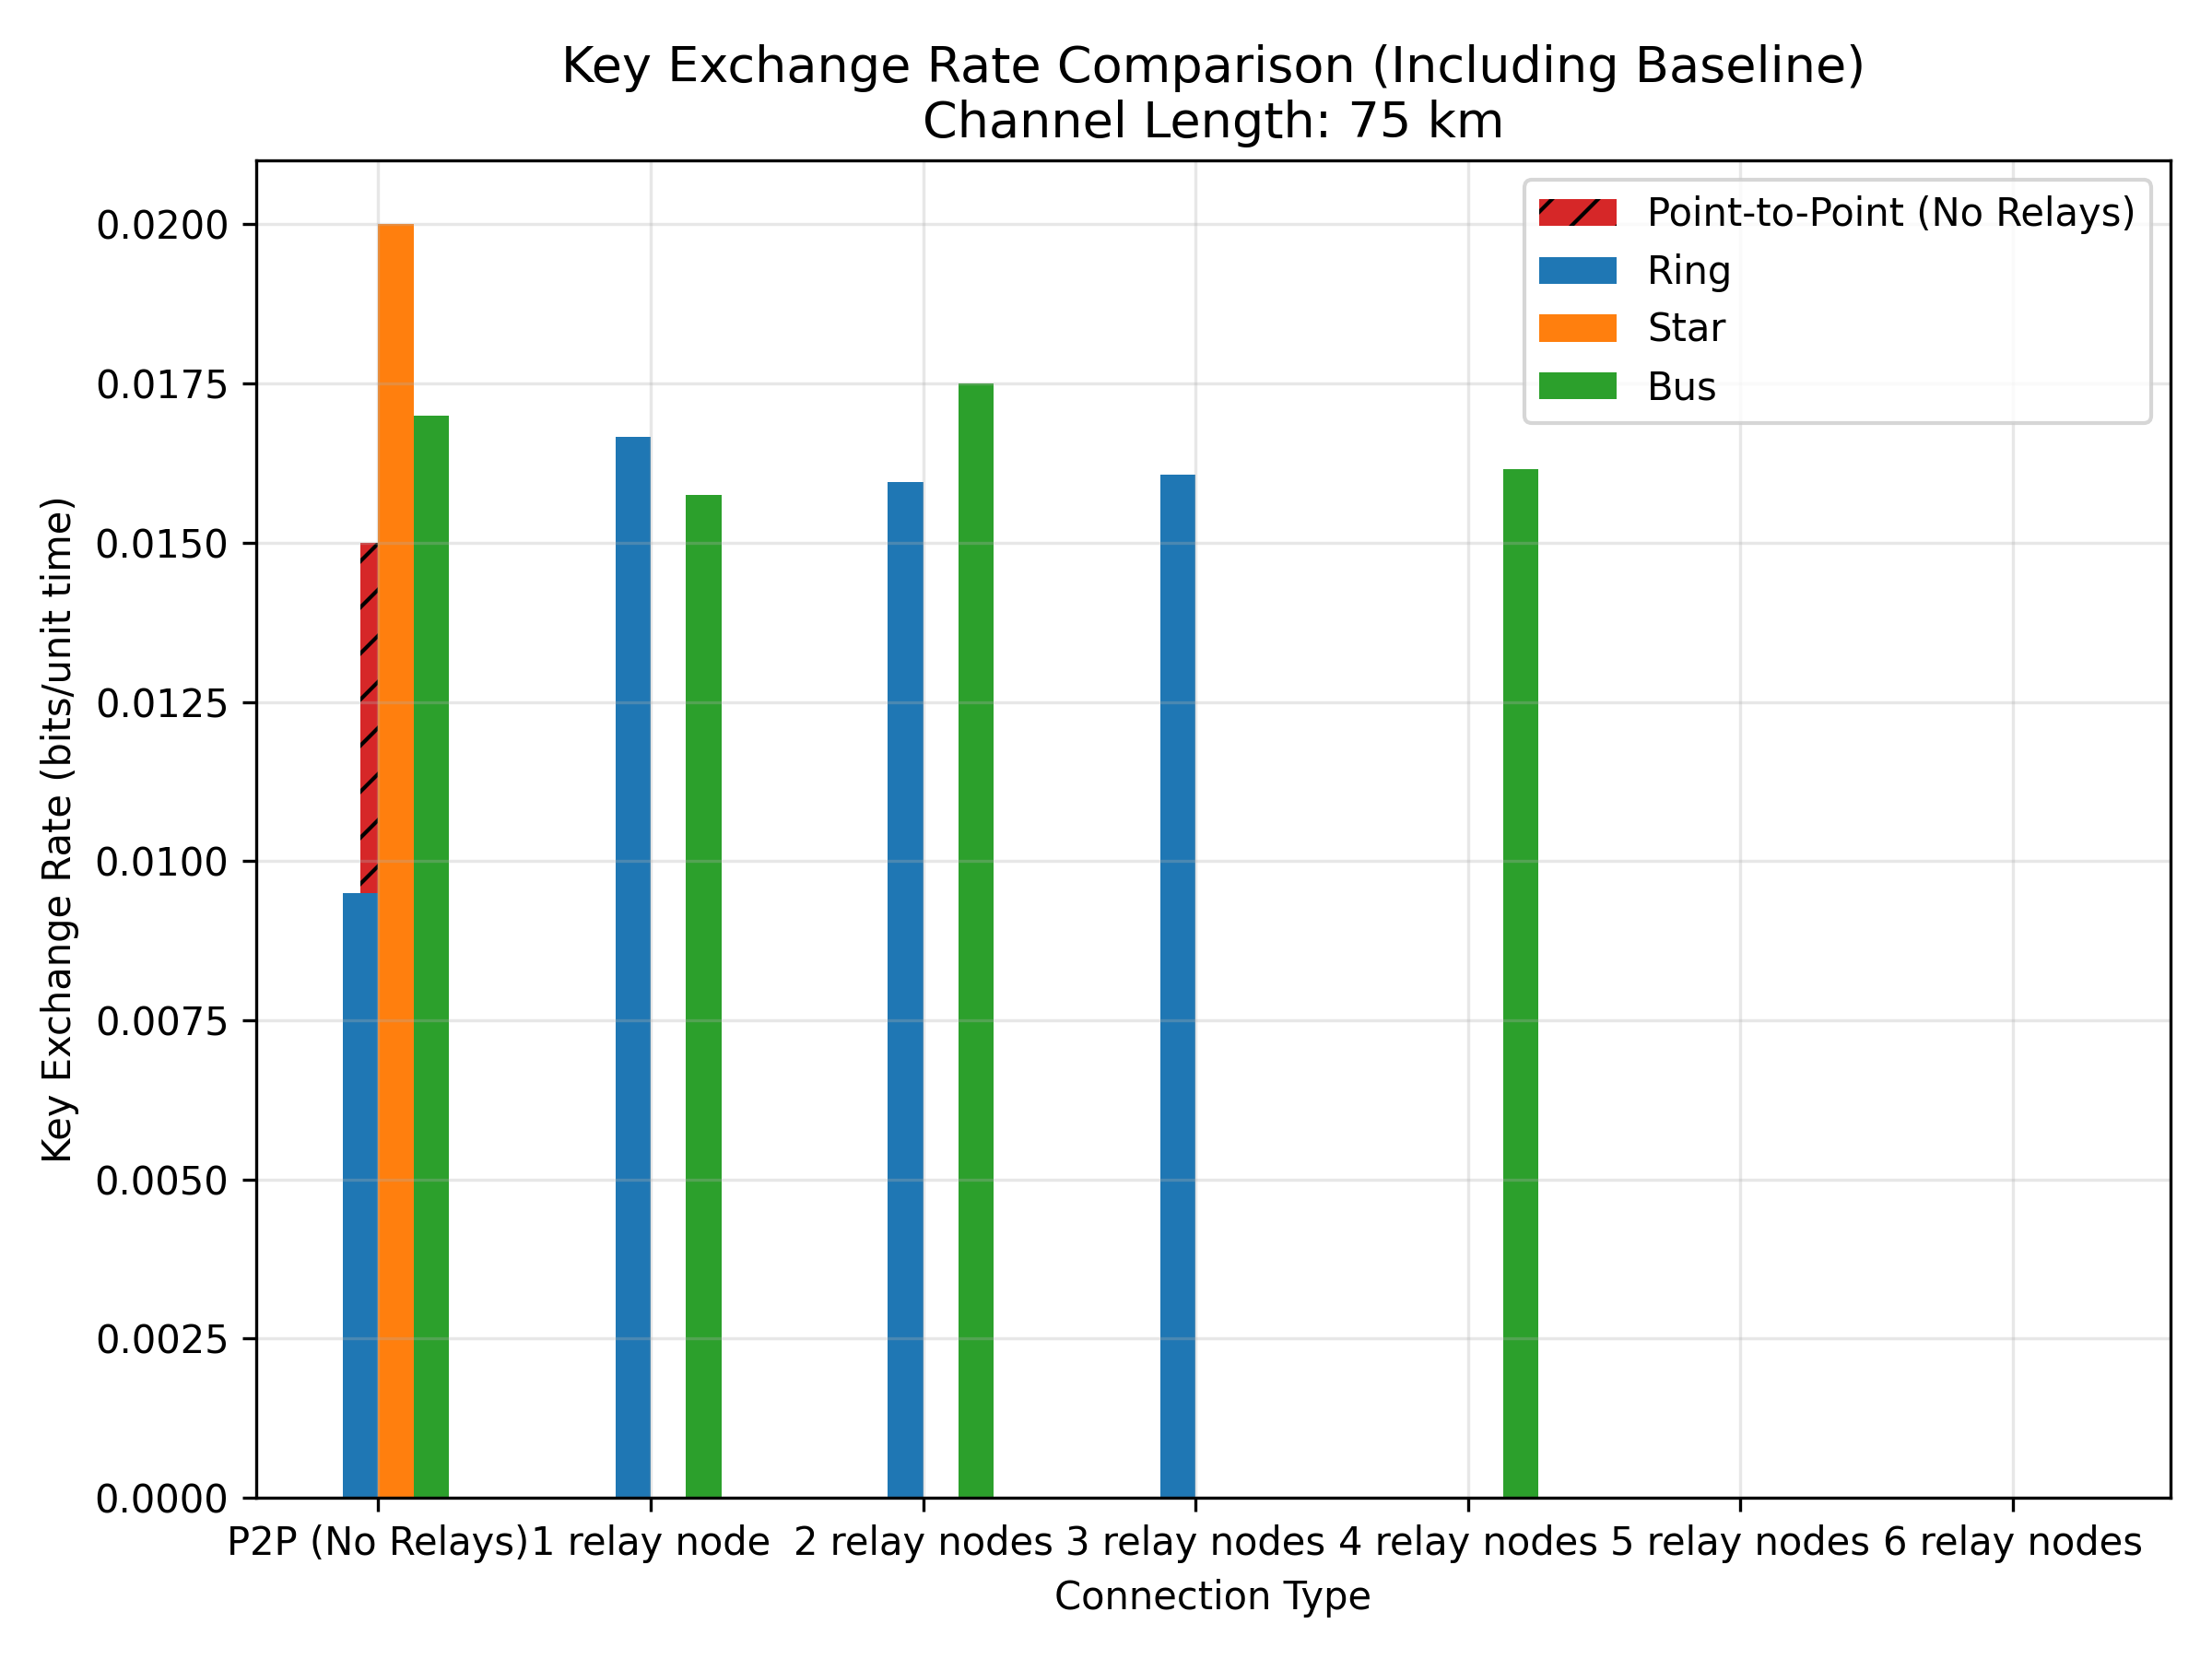 Key Exchange Rate Comparison (Including Baseline)
Channel Length: 75 km
Point-to-Point (No Relays)
Ring
Star
Bus
Key Exchange Rate (bits/unit time)
0.0200
0.0175
0.0150
0.0125
0.0100
0.0075
0.0050
0.0025
0.0000
P2P (No Relays) 1 relay node 2 relay nodes 3 relay nodes 4 relay nodes 5 relay nodes 6 relay nodes
Connection Type